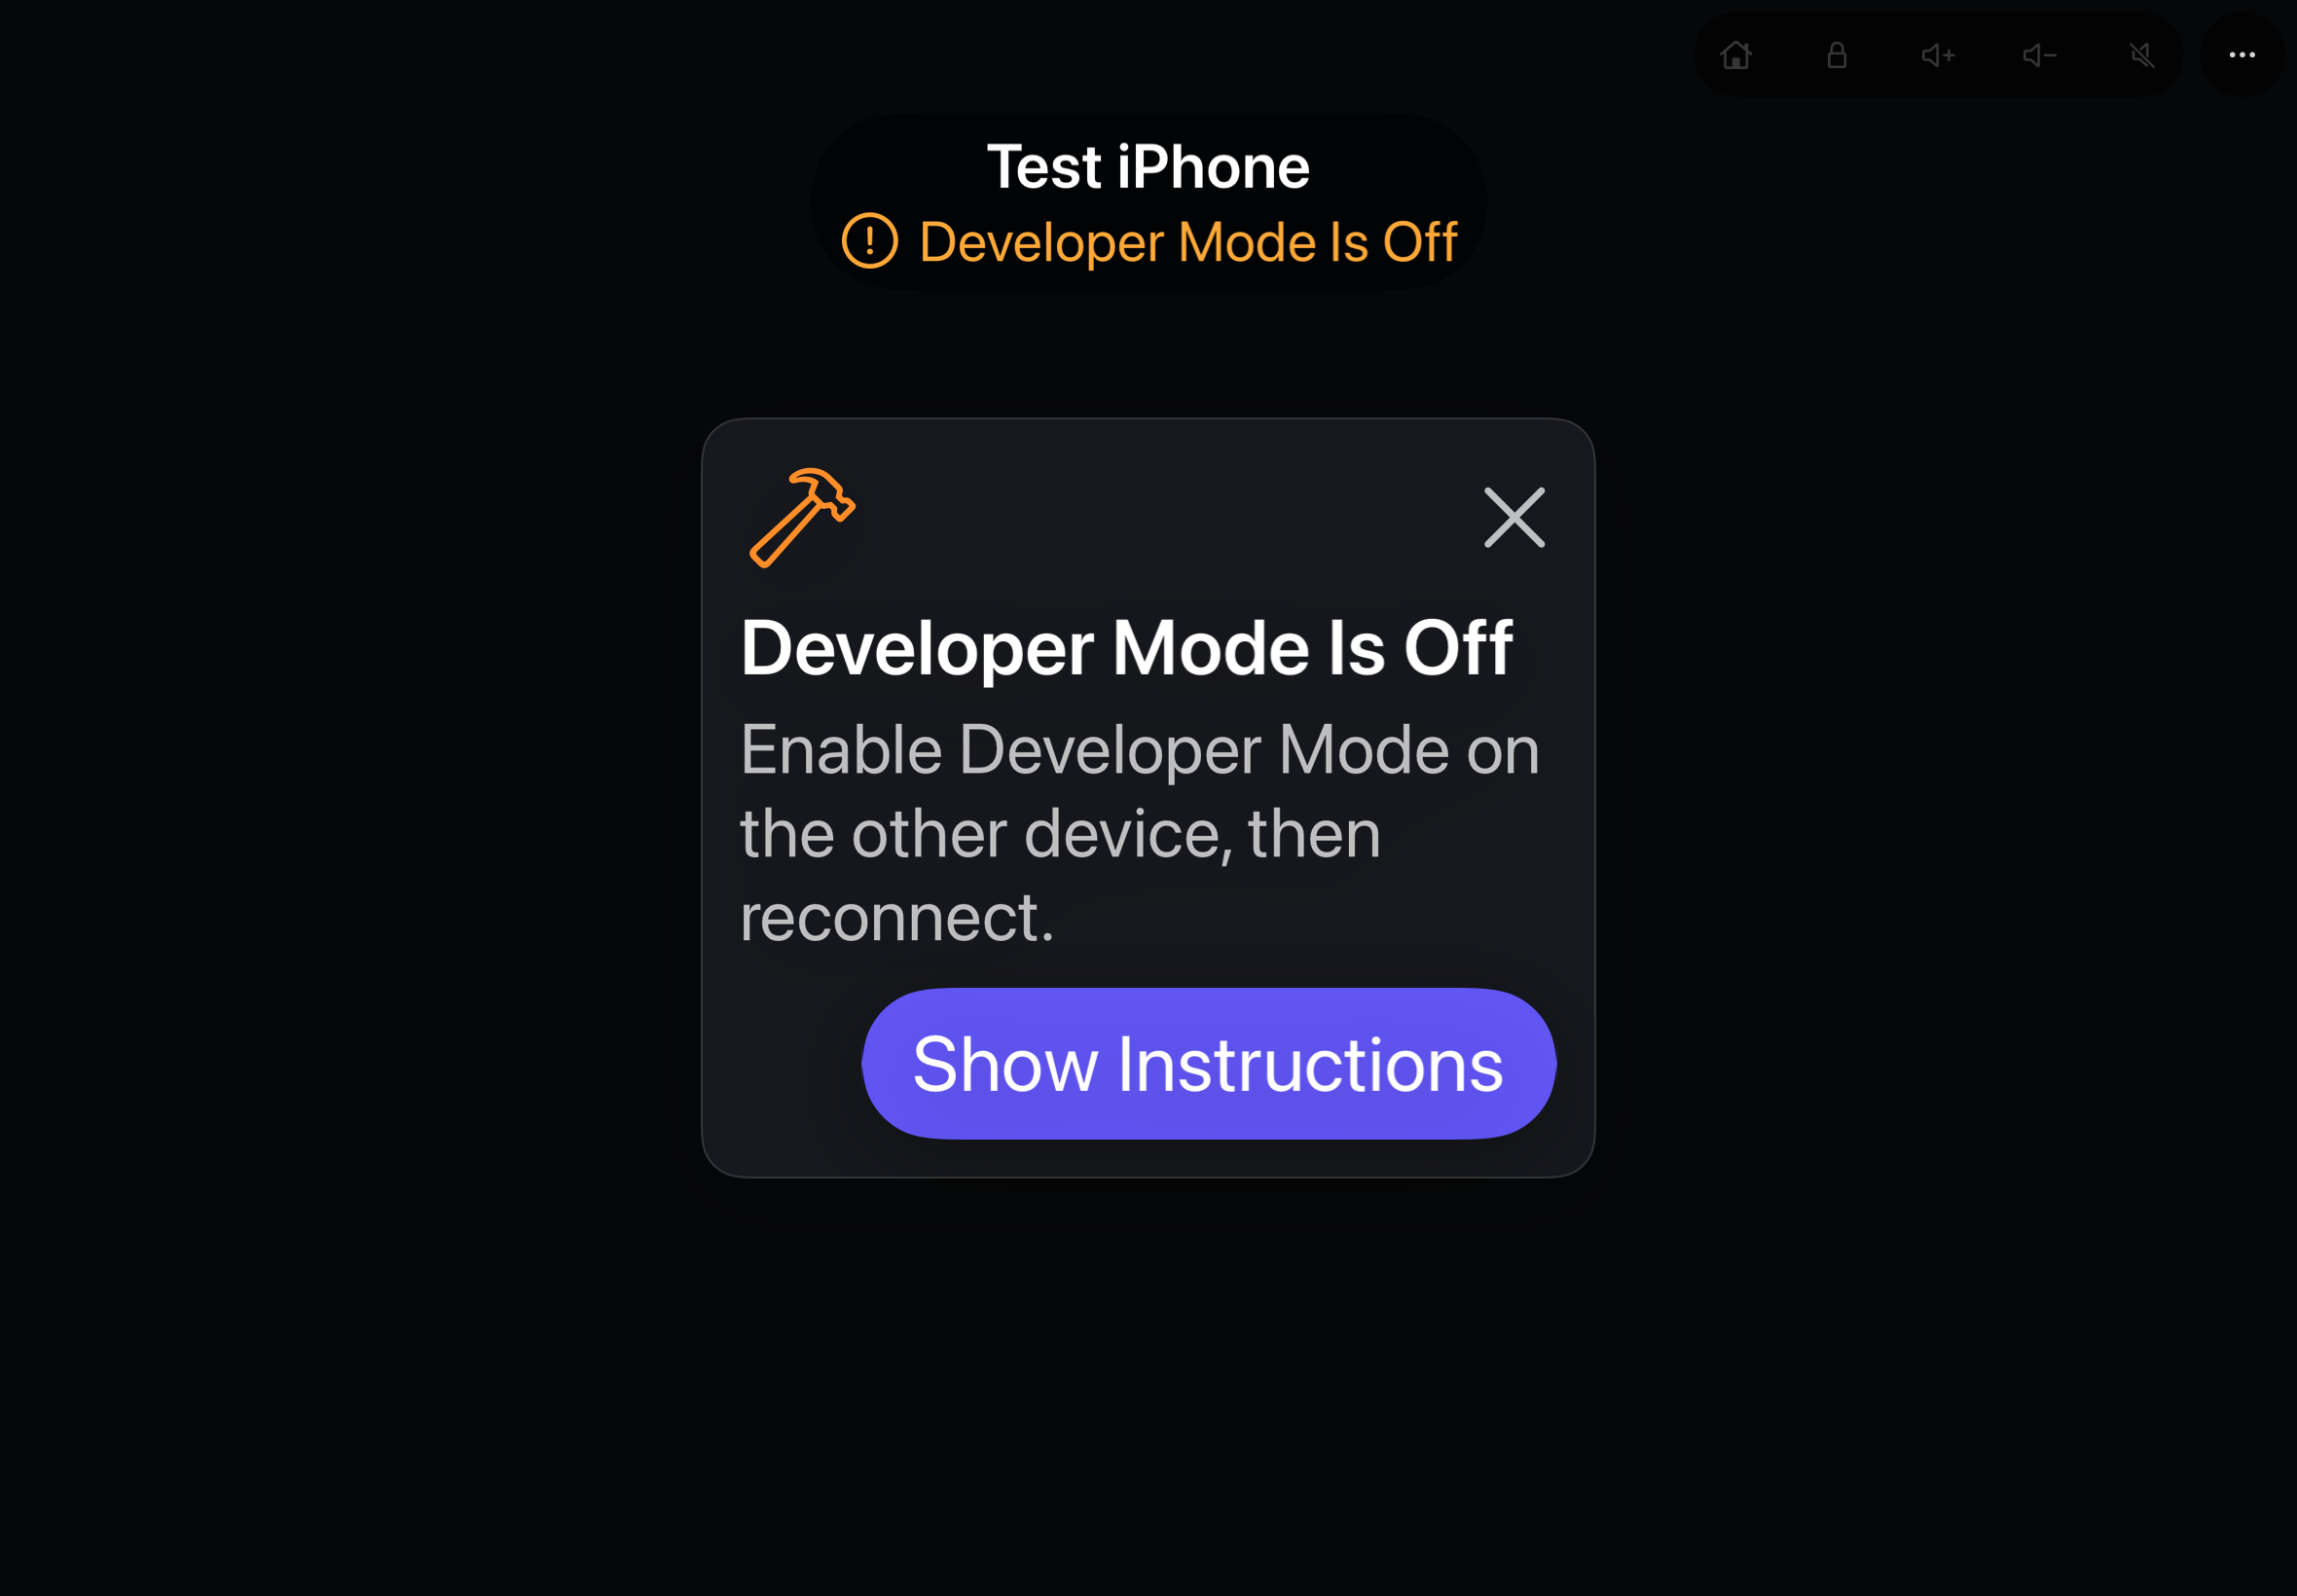 Test iPhone
Developer Mode Is Off
Developer Mode Is Off
Enable Developer Mode on
the other device, then
reconnect.
Show Instructions